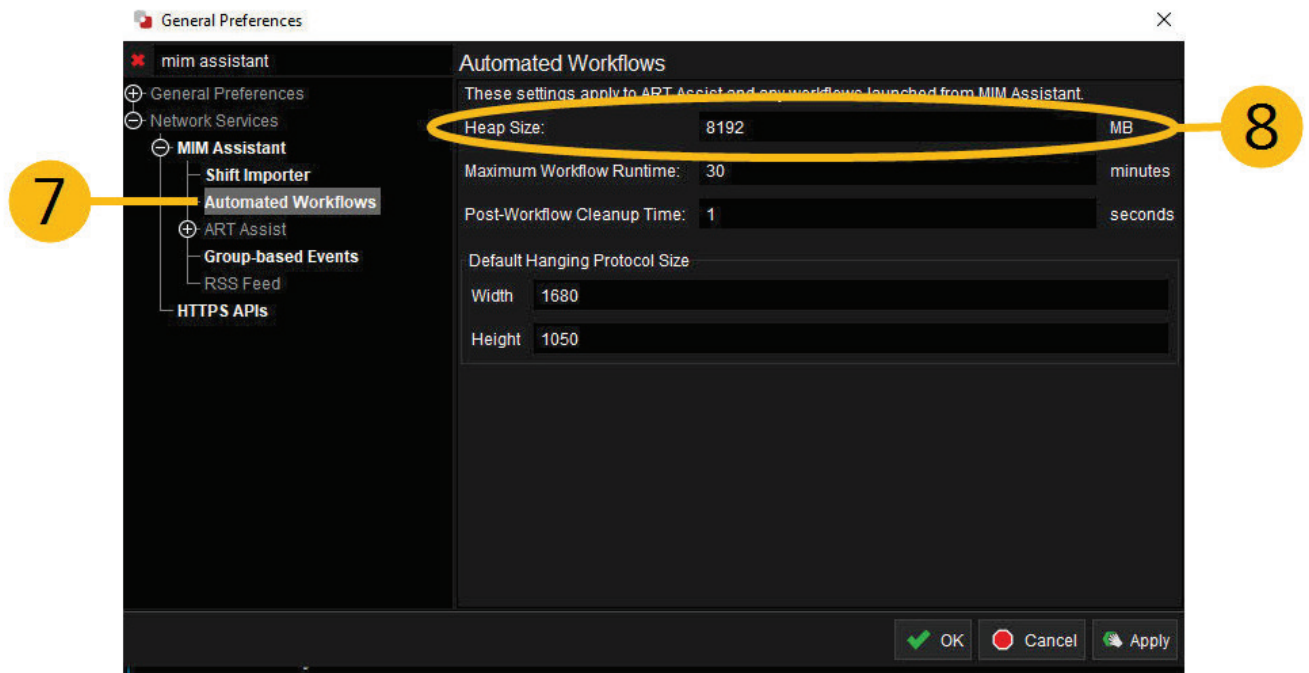 General Preferences
mim assistant
General Preferences
Network Services
MIM Assistant
Shift Importer
Automated Workflows
ART Assist
Group-based Events
RSS Feed
HTTPS APIs
7
Automated Workflows
These settings apply to ART Assist and any workflows launched from MIM Assistant.
Heap Size: 8192 MB
8
Maximum Workflow Runtime: 30 minutes
Post-Workflow Cleanup Time: 1 seconds
Default Hanging Protocol Size
Width 1680
Height 1050
OK Cancel Apply